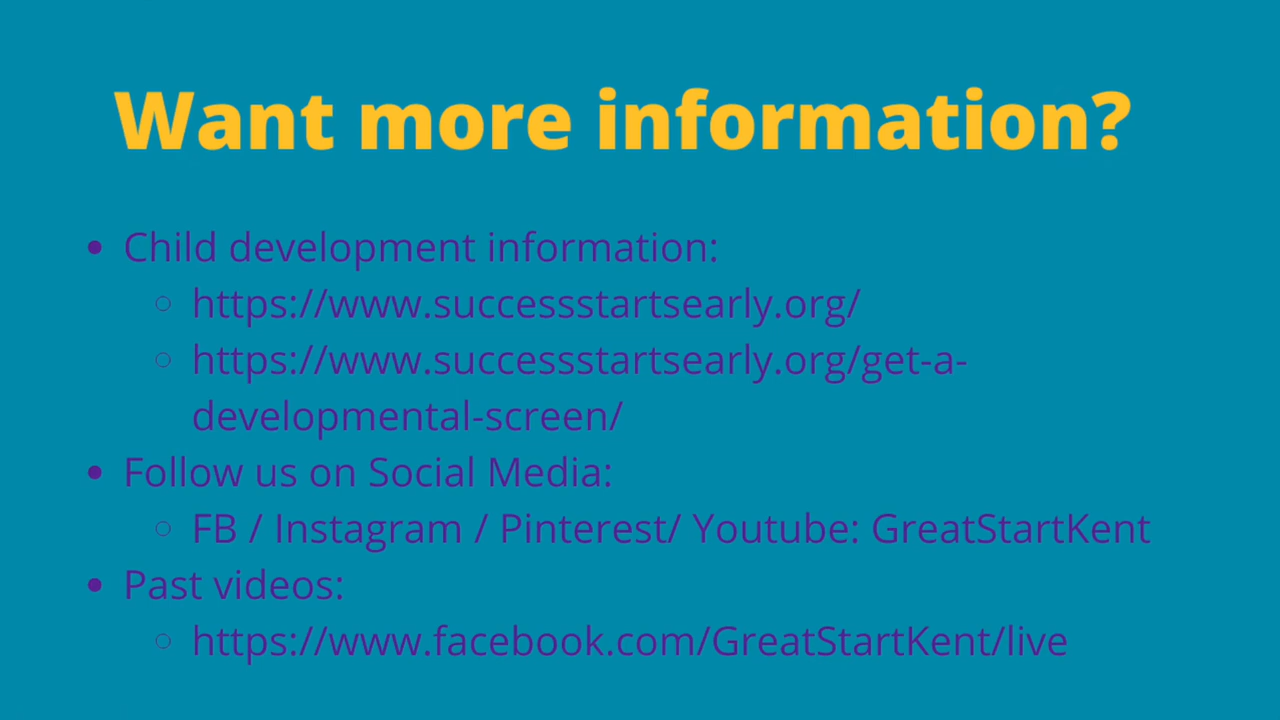 Want more information?
• Child development information:
○ https://www.successstartsearly.org/
○ https://www.successstartsearly.org/get-a-
developmental-screen/
• Follow us on Social Media:
○ FB / Instagram / Pinterest/ Youtube: GreatStartKent
• Past videos:
○ https://www.facebook.com/GreatStartKent/live